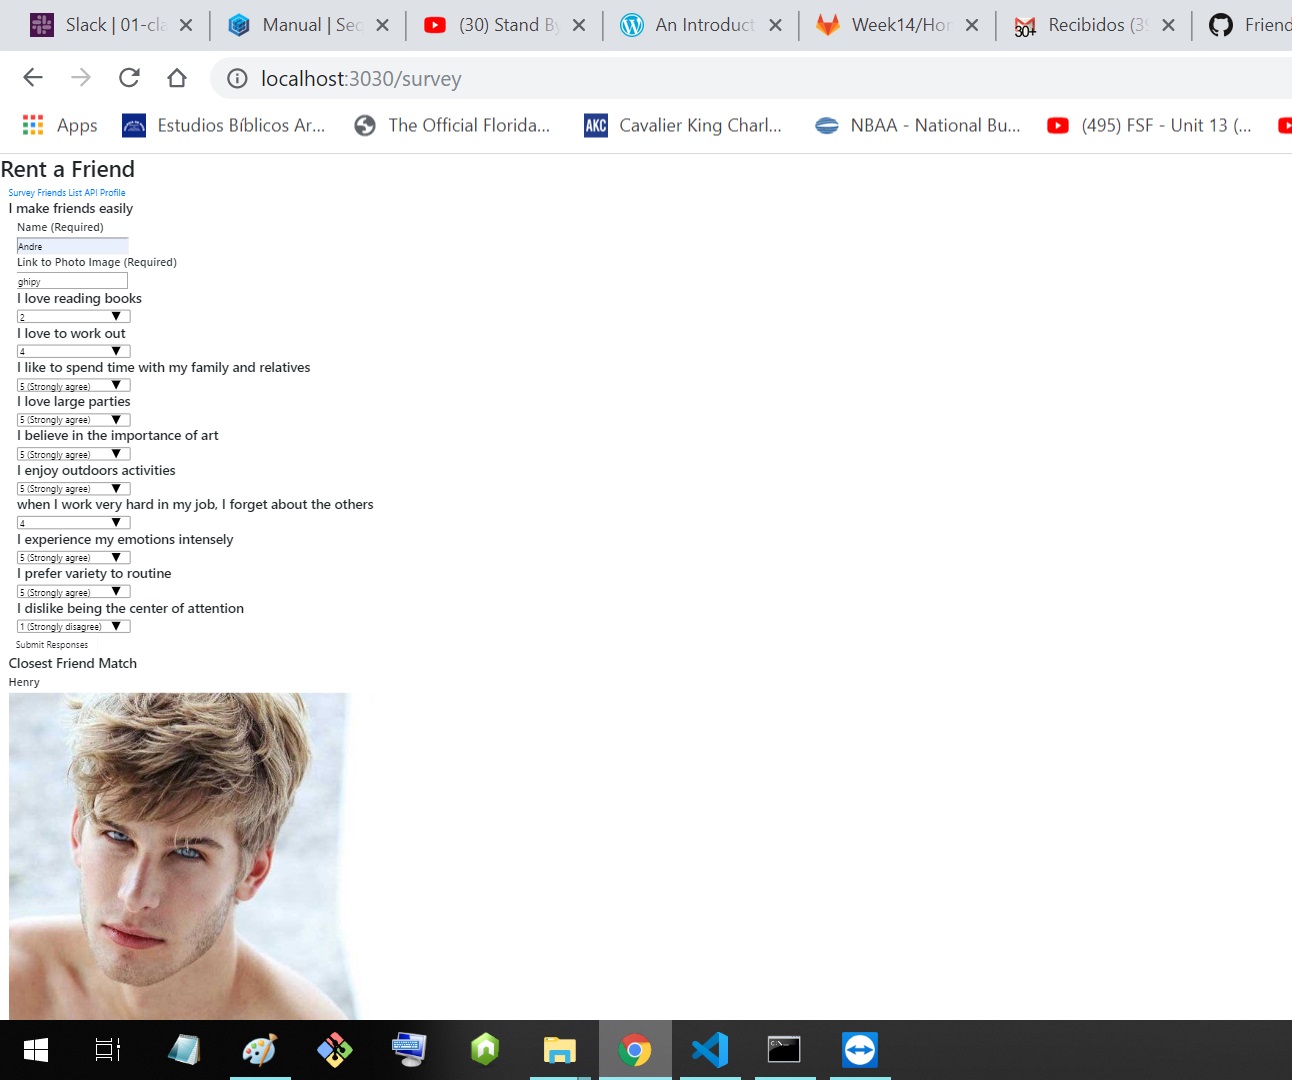 Slack | 01-cla
Manual | Seq
(30) Stand By
An Introduct
Week14/Hom
Recibidos (39
30+
Friend
localhost:3030/survey
Apps
Estudios Bíblicos Ar...
The Official Florida...
AKC
Cavalier King Charl...
NBAA - National Bu...
(495) FSF - Unit 13 (...
Rent a Friend
Survey Friends List API Profile
I make friends easily
Name (Required)
Andre
Link to Photo Image (Required)
ghipy
I love reading books
2
I love to work out
4
I like to spend time with my family and relatives
5 (Strongly agree)
I love large parties
5 (Strongly agree)
I believe in the importance of art
5 (Strongly agree)
I enjoy outdoors activities
5 (Strongly agree)
when I work very hard in my job, I forget about the others
4
I experience my emotions intensely
5 (Strongly agree)
I prefer variety to routine
5 (Strongly agree)
I dislike being the center of attention
1 (Strongly disagree)
Submit Responses
Closest Friend Match
Henry